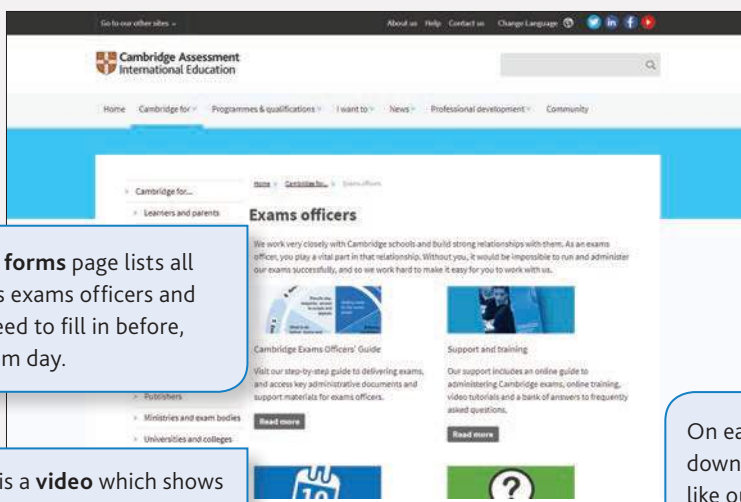 Go to our other sites
About us Help Contact us Change Language
Cambridge Assessment
International Education
Home Cambridge for Programmes & qualifications I want to News Professional development Community
Home Cambridge for... Exams officers
Cambridge for...
Learners and parents
Exams officers
We work very closely with Cambridge schools and build strong relationships with them. As an exams
officer, you play a vital part in that relationship. Without you, it would be impossible to run and administer
our exams successfully, and so we work hard to make it easy for you to work with us.
forms page lists all
s exams officers and
eed to fill in before,
m day.
Publishers
Ministries and exam bodies
Universities and colleges
Cambridge Exams Officers' Guide
Visit our step-by-step guide to delivering exams,
and access key administrative documents and
support materials for exams officers.
Read more
Support and training
Our support includes an online guide to
administering Cambridge exams, online training,
video tutorials and a bank of answers to frequently
asked questions.
Read more
is a video which shows
10
?
On ea
down
like ou